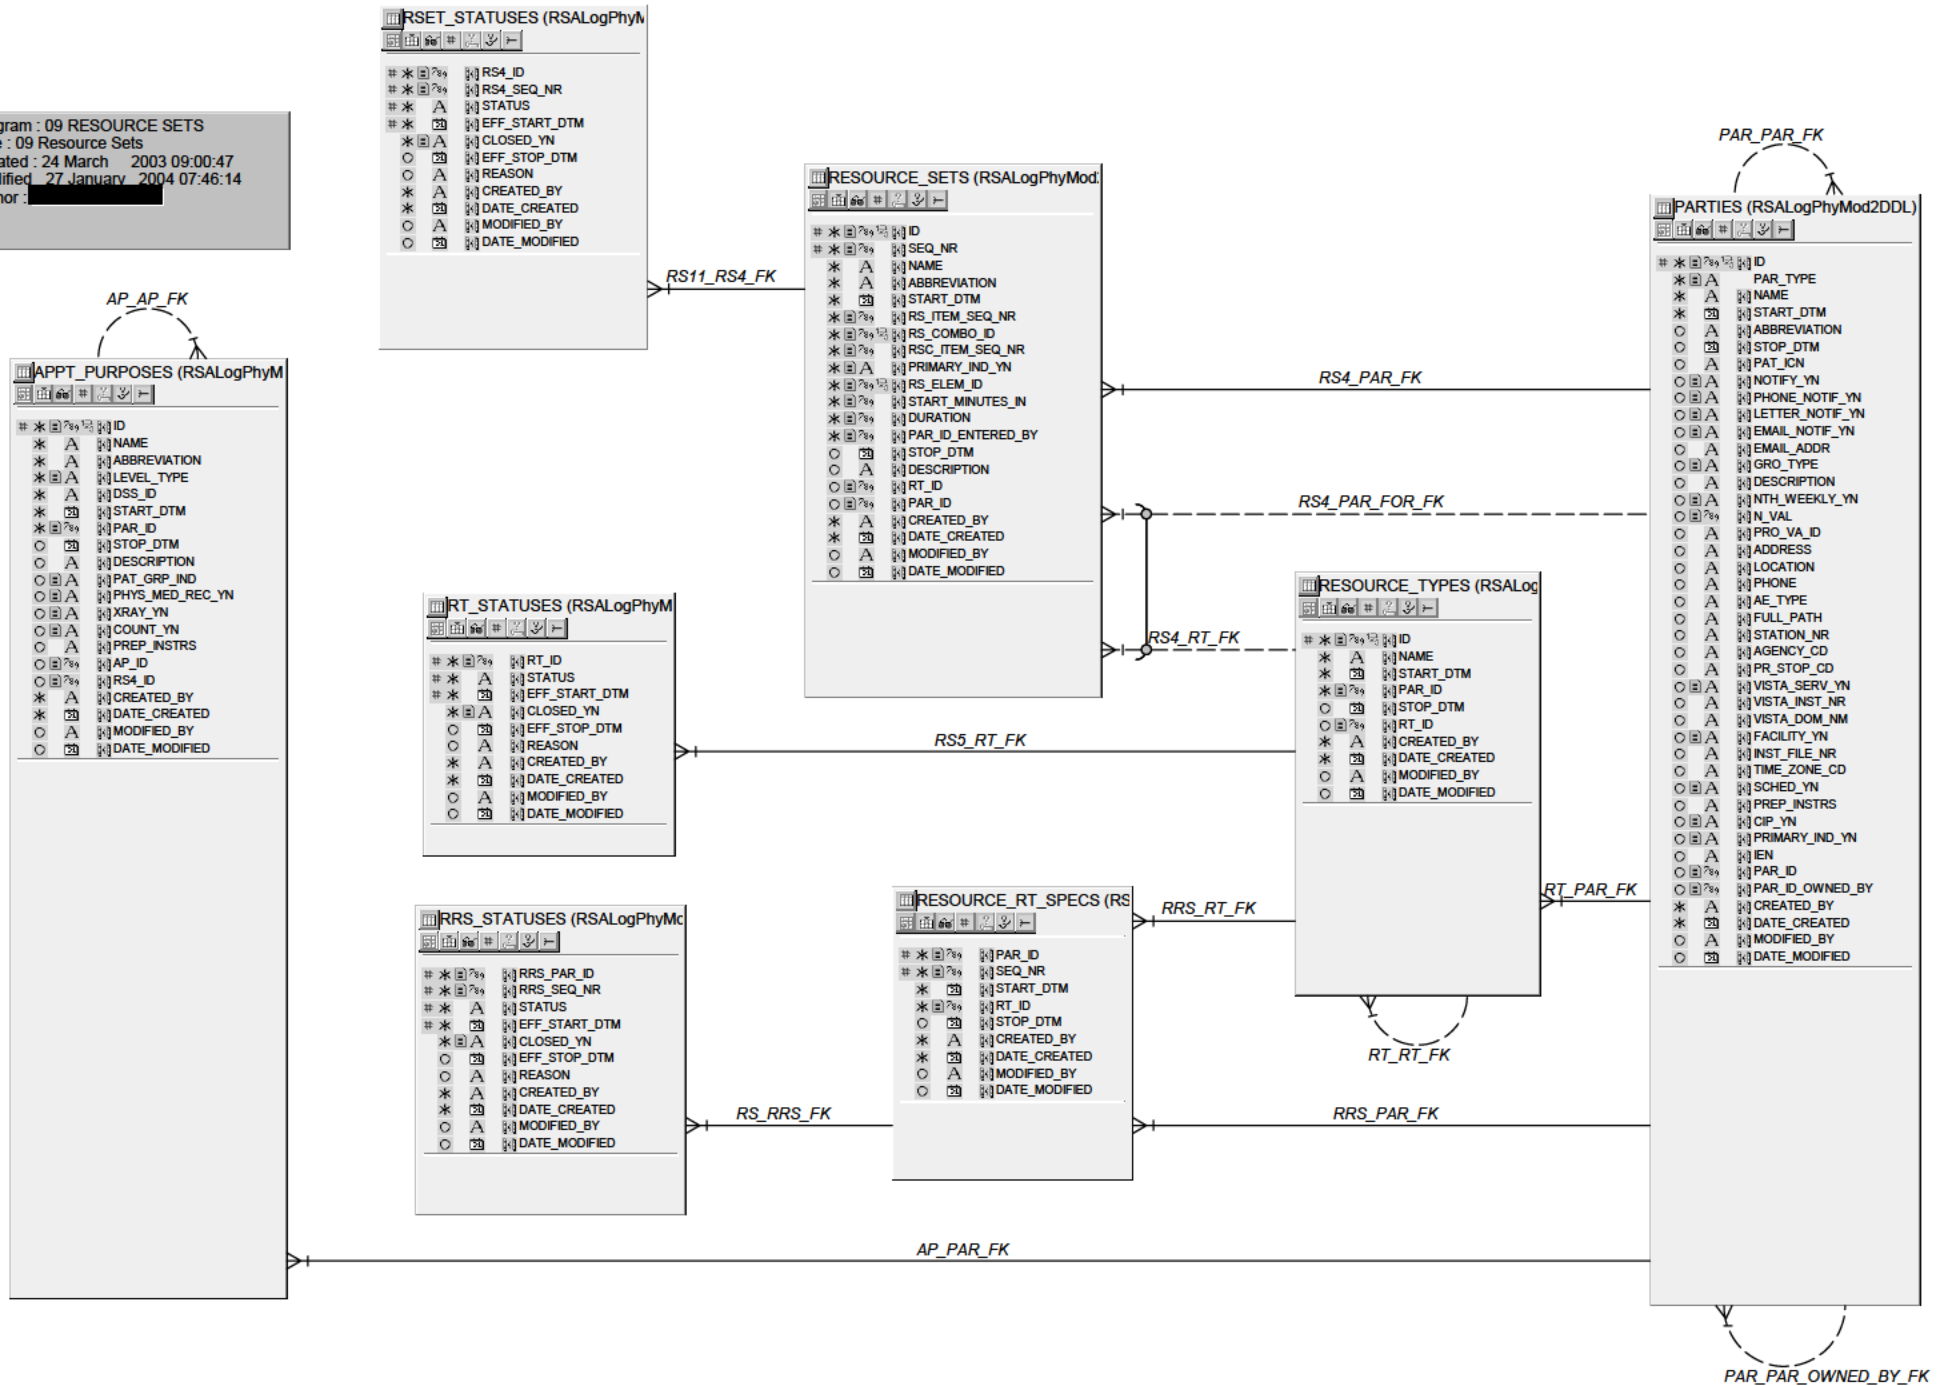 RSET_STATUSES (RSALogPhyM
RS4_ID
RS4_SEQ_NR
STATUS
EFF_START_DTM
CLOSED_YN
EFF_STOP_DTM
REASON
CREATED_BY
DATE_CREATED
MODIFIED_BY
DATE_MODIFIED
gram : 09 RESOURCE SETS
e : 09 Resource Sets
ated : 24 March 2003 09:00:47
lified 27 January 2004 07:46:14
hor :
RS11_RS4_FK
RESOURCE_SETS (RSALogPhyMod
ID
SEQ_NR
NAME
ABBREVIATION
START_DTM
RS_ITEM_SEQ_NR
RS_COMBO_ID
RSC_ITEM_SEQ_NR
PRIMARY_IND_YN
RS_ELEM_ID
START_MINUTES_IN
DURATION
PAR_ID_ENTERED_BY
STOP_DTM
DESCRIPTION
RT_ID
PAR_ID
CREATED_BY
DATE_CREATED
MODIFIED_BY
DATE_MODIFIED
PAR_PAR_FK
PARTIES (RSALogPhyMod2DDL)
ID
PAR_TYPE
NAME
START_DTM
ABBREVIATION
STOP_DTM
PAT_ICN
NOTIFY_YN
PHONE_NOTIF_YN
LETTER_NOTIF_YN
EMAIL_NOTIF_YN
EMAIL_ADDR
GRO_TYPE
DESCRIPTION
NTH_WEEKLY_YN
N_VAL
PRO_VA_ID
ADDRESS
LOCATION
PHONE
AE_TYPE
FULL_PATH
STATION_NR
AGENCY_CD
PR_STOP_CD
VISTA_SERV_YN
VISTA_INST_NR
VISTA_DOM_NM
FACILITY_YN
INST_FILE_NR
TIME_ZONE_CD
SCHED_YN
PREP_INSTRS
CIP_YN
PRIMARY_IND_YN
IEN
PAR_ID
PAR_ID_OWNED_BY
CREATED_BY
DATE_CREATED
MODIFIED_BY
DATE_MODIFIED
AP_AP_FK
APPT_PURPOSES (RSALogPhyM
ID
NAME
ABBREVIATION
LEVEL_TYPE
DSS_ID
START_DTM
PAR_ID
STOP_DTM
DESCRIPTION
PAT_GRP_IND
PHYS_MED_REC_YN
XRAY_YN
COUNT_YN
PREP_INSTRS
AP_ID
RS4_ID
CREATED_BY
DATE_CREATED
MODIFIED_BY
DATE_MODIFIED
RS4_PAR_FK
RS4_PAR_FOR_FK
RS4_RT_FK
RT_STATUSES (RSALogPhyM
RT_ID
STATUS
EFF_START_DTM
CLOSED_YN
EFF_STOP_DTM
REASON
CREATED_BY
DATE_CREATED
MODIFIED_BY
DATE_MODIFIED
RS5_RT_FK
RESOURCE_TYPES (RSALog
ID
NAME
START_DTM
PAR_ID
STOP_DTM
RT_ID
CREATED_BY
DATE_CREATED
MODIFIED_BY
DATE_MODIFIED
RT_PAR_FK
RT_RT_FK
RRS_STATUSES (RSALogPhyMc
RRS_PAR_ID
RRS_SEQ_NR
STATUS
EFF_START_DTM
CLOSED_YN
EFF_STOP_DTM
REASON
CREATED_BY
DATE_CREATED
MODIFIED_BY
DATE_MODIFIED
RS_RRS_FK
RESOURCE_RT_SPECS (RS
PAR_ID
SEQ_NR
START_DTM
RT_ID
STOP_DTM
CREATED_BY
DATE_CREATED
MODIFIED_BY
DATE_MODIFIED
RRS_RT_FK
RRS_PAR_FK
AP_PAR_FK
PAR_PAR_OWNED_BY_FK